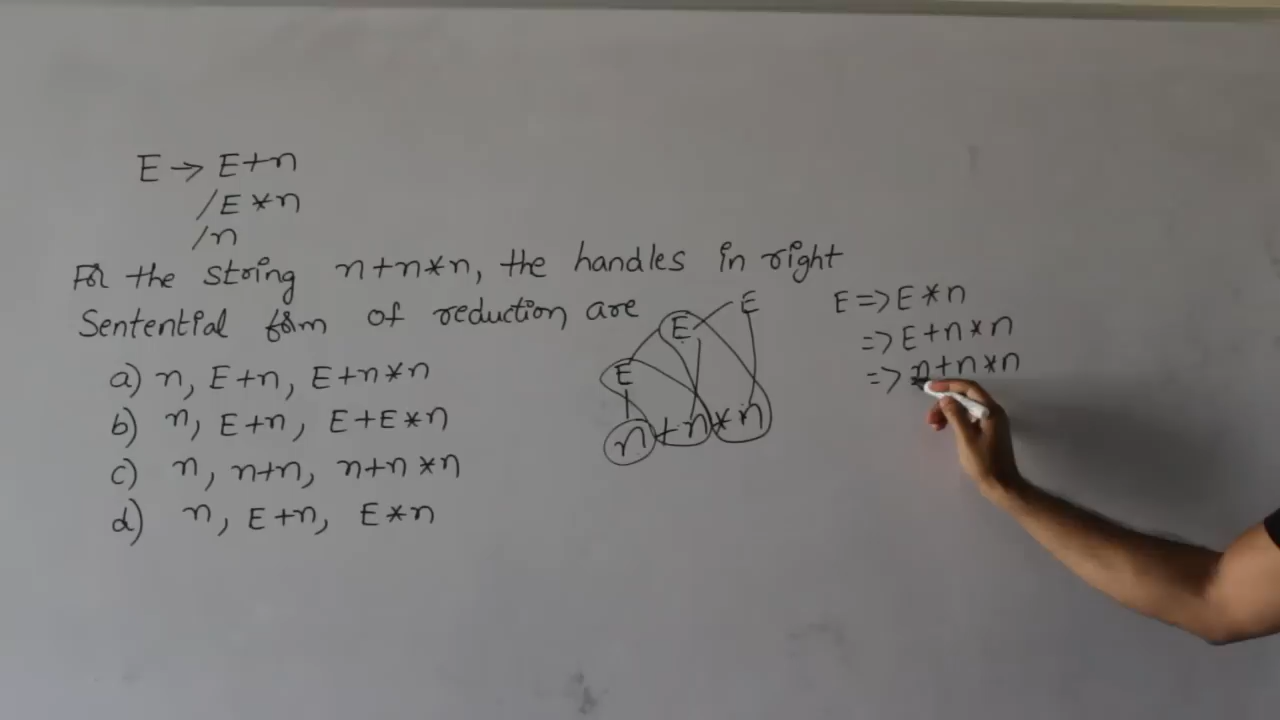 E → E+n
/E*n
/n
For the string n+n*n, the handles in right
Sentential form of reduction are
a) n, E+n, E+n*n
b) n, E+n, E+E*n
c) n, n+n, n+n*n
d) n, E+n, E*n
E
E
E
n+n*n
E => E*n
=> E+n*n
=> n+n*n